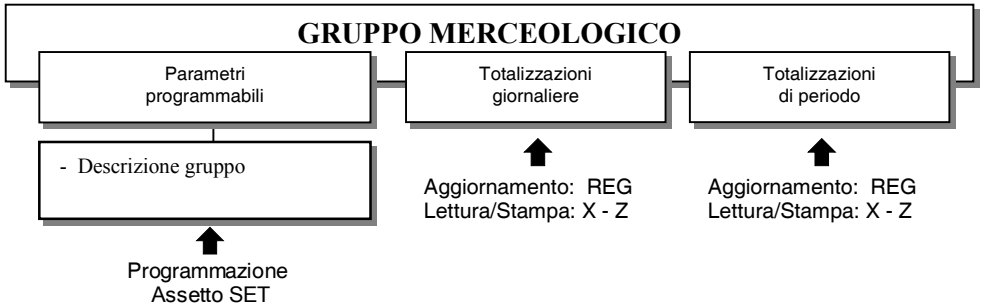 GRUPPO MERCEOLOGICO
Parametri
programmabili
Totalizzazioni
giornaliere
Totalizzazioni
di periodo
- Descrizione gruppo
Aggiornamento: REG
Lettura/Stampa: X - Z
Aggiornamento: REG
Lettura/Stampa: X - Z
Programmazione
Assetto SET